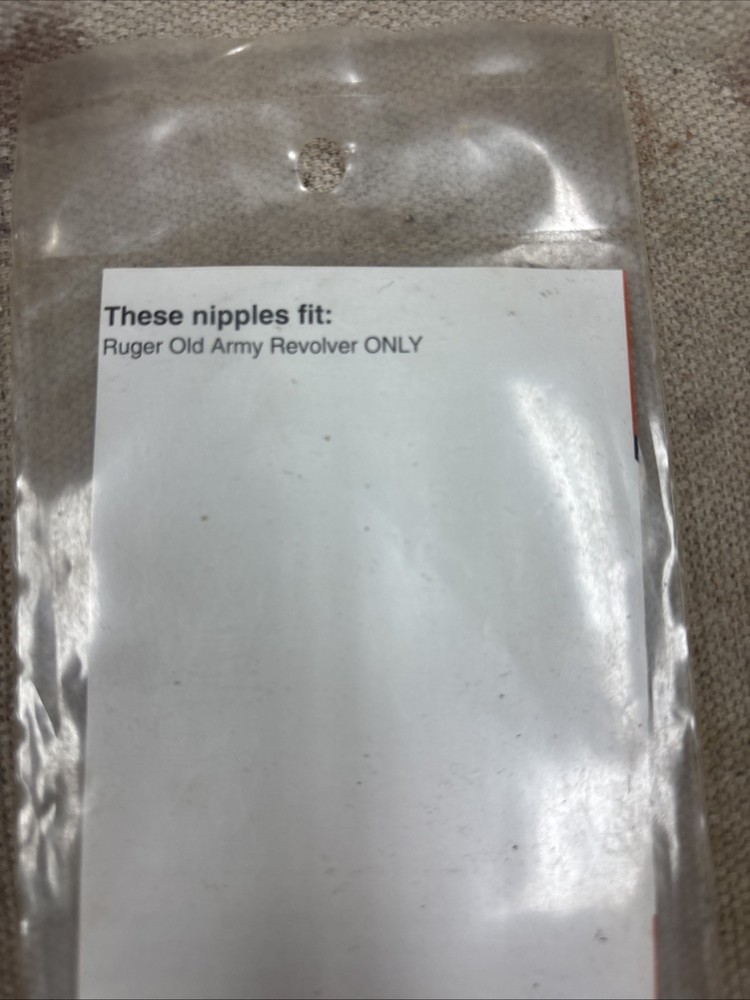 These nipples fit:
Ruger Old Army Revolver ONLY